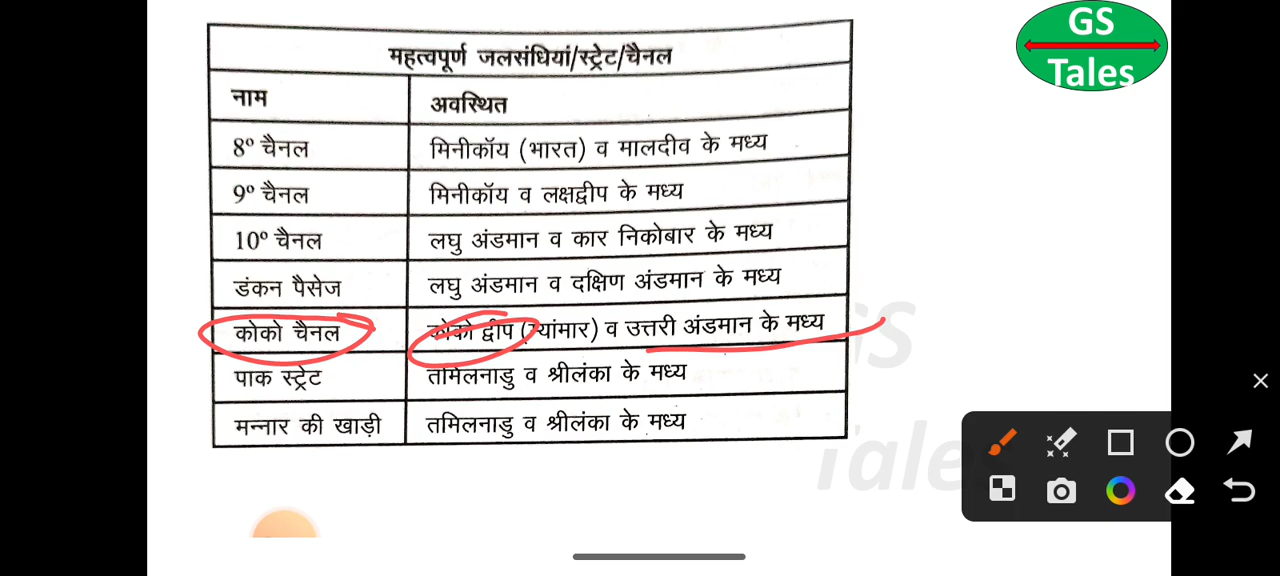 GS
Tales
महत्वपूर्ण जलसंधियां/स्ट्रेट/चैनल
नाम अवस्थित
8° चैनल मिनीकॉय (भारत) व मालदीव के मध्य
9° चैनल मिनीकॉय व लक्षद्वीप के मध्य
10° चैनल लघु अंडमान व कार निकोबार के मध्य
डंकन पैसेज लघु अंडमान व दक्षिण अंडमान के मध्य
कोको चैनल कोको द्वीप (म्यांमार) व उत्तरी अंडमान के मध्य
पाक स्ट्रेट तमिलनाडु व श्रीलंका के मध्य
मन्नार की खाड़ी तमिलनाडु व श्रीलंका के मध्य
GS
Tales